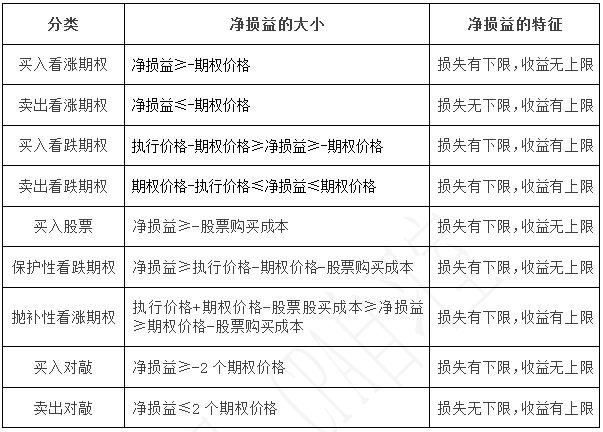 分类 净损益的大小 净损益的特征
买入看涨期权 净损益≥-期权价格 损失有下限,收益无上限
卖出看涨期权 净损益≤-期权价格 损失无下限,收益有上限
买入看跌期权 执行价格-期权价格≥净损益≥-期权价格 损失有下限,收益有上限
卖出看跌期权 期权价格-执行价格≤净损益≤期权价格 损失有下限,收益有上限
买入股票 净损益≥-股票购买成本 损失有下限,收益无上限
保护性看跌期权 净损益≥执行价格-期权价格-股票购买成本 损失有下限,收益无上限
抛补性看涨期权 执行价格+期权价格-股票股买成本≥净损益 损失有下限,收益有上限
≥期权价格-股票购买成本
买入对敲 净损益≥-2个期权价格 损失有下限,收益无上限
卖出对敲 净损益≤2个期权价格 损失无下限,收益有上限